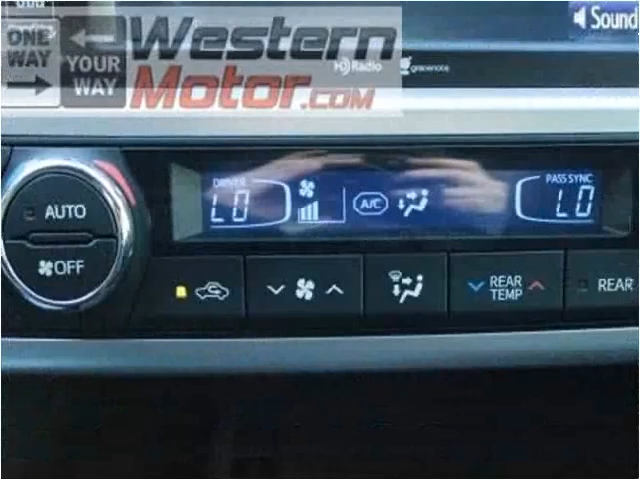 Sound
ONE
WAY
YOUR
WAY
Western
Motor.COM
HD Radio
gracenote
DRIVER
LO
A/C
PASS SYNC
LO
AUTO
OFF
REAR
TEMP
REAR